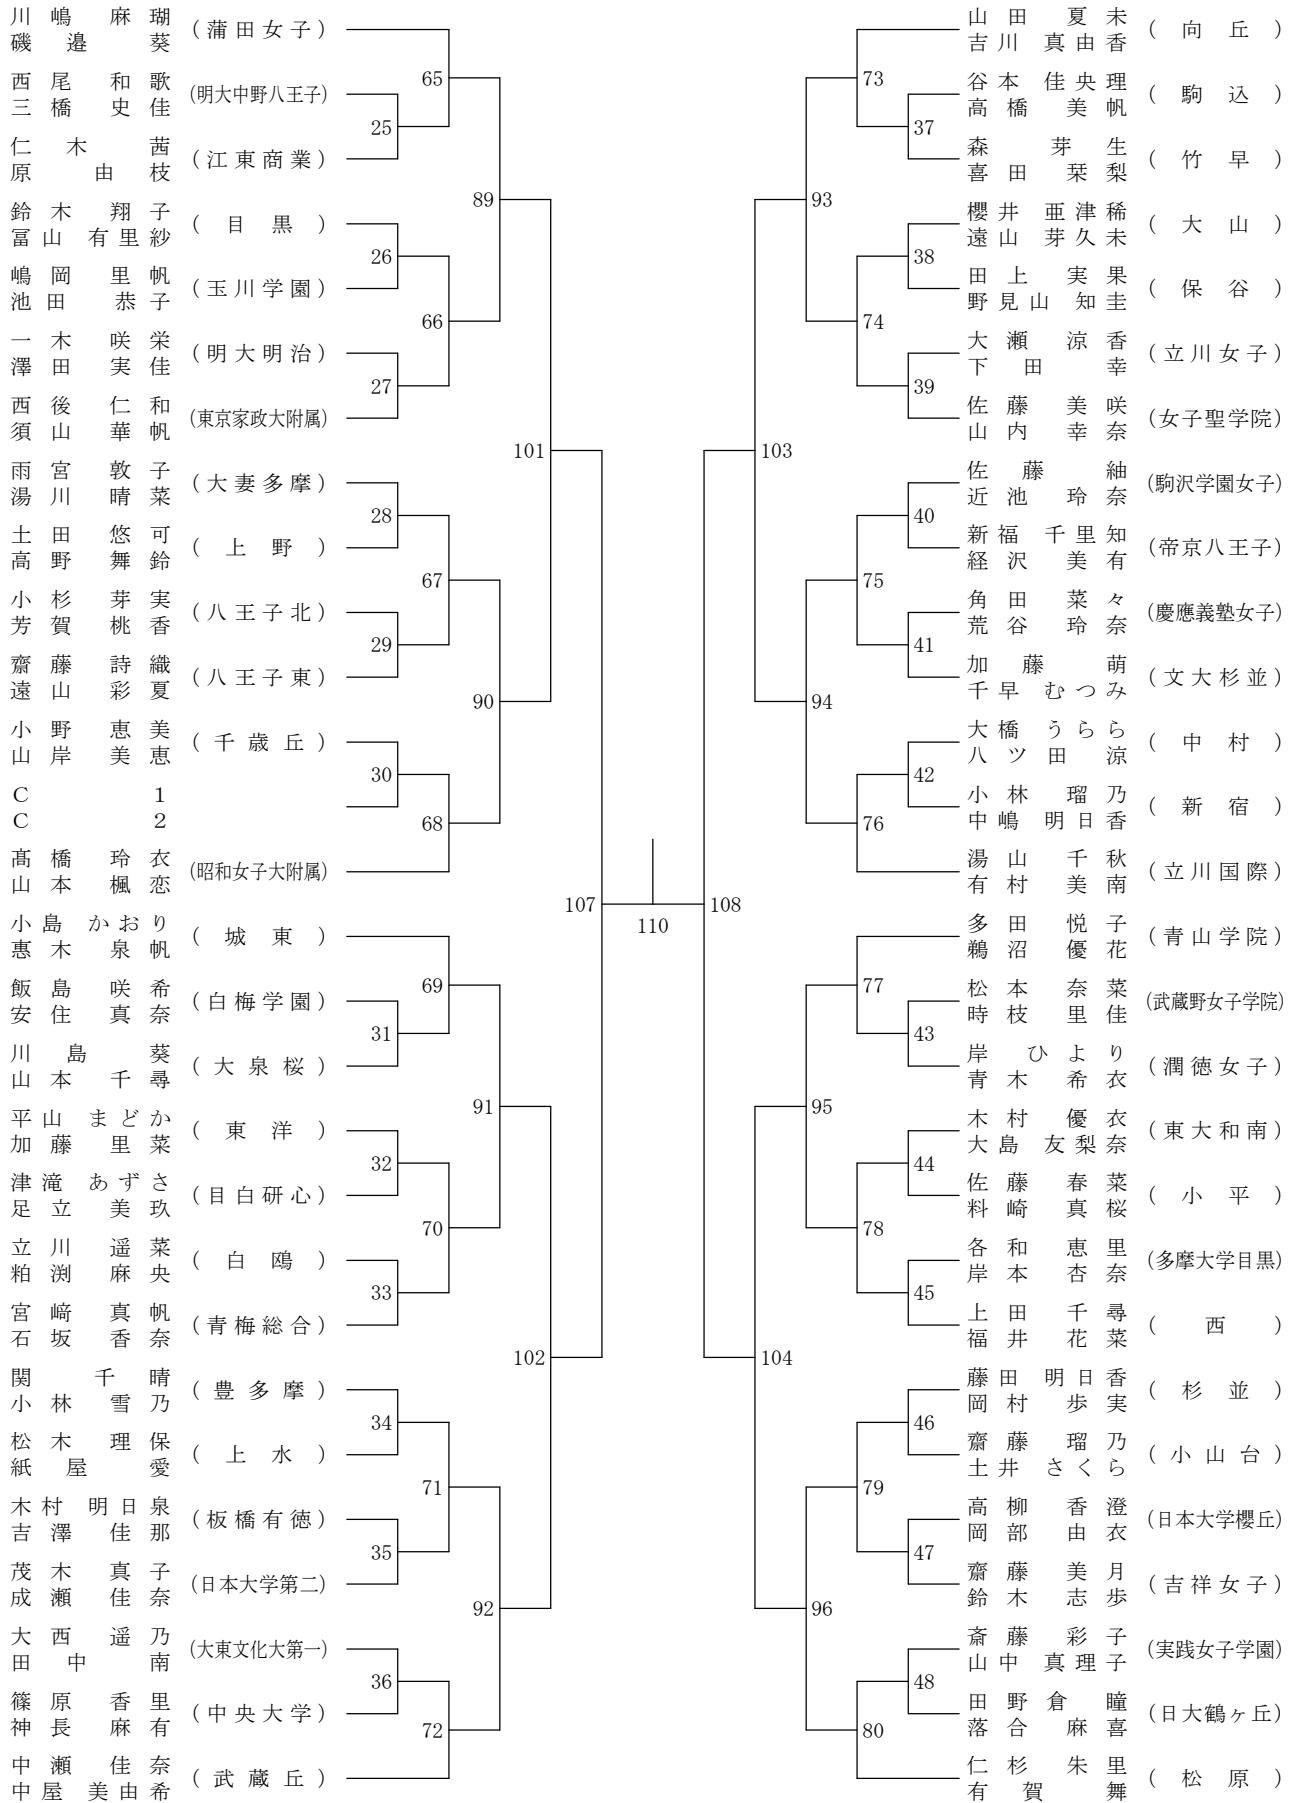 川嶋 麻瑚
磯邉 葵
(蒲田女子)
65
西尾 和歌
三橋 史佳
(明大中野八王子)
25
仁木 茜
原 由枝
(江東商業)
89
鈴木 翔子
冨山 有里紗
(目黒)
26
嶋岡 里帆
池田 恭子
(玉川学園)
66
一木 咲栄
澤田 実佳
(明大明治)
27
西後 仁和
須山 華帆
(東京家政大附属)
101
雨宮 敦子
湯川 晴菜
(大妻多摩)
28
土田 悠可
高野 舞鈴
(上野)
67
小杉 芽実
芳賀 桃香
(八王子北)
29
齋藤 詩織
遠山 彩夏
(八王子東)
90
小野 恵美
山岸 美恵
(千歳丘)
30
C 1
C 2
68
髙橋 玲衣
山本 楓恋
(昭和女子大附属)
107
小島 かおり
惠木 泉帆
(城東)
69
飯島 咲希
安住 真奈
(白梅学園)
31
川島 葵
山本 千尋
(大泉桜)
91
平山 まどか
加藤 里菜
(東洋)
32
津滝 あずさ
足立 美玖
(目白研心)
70
立川 遥菜
粕渕 麻央
(白鴎)
33
宮﨑 真帆
石坂 香奈
(青梅総合)
102
関 千晴
小林 雪乃
(豊多摩)
34
松木 理保
紙屋 愛
(上水)
71
木村 明日泉
吉澤 佳那
(板橋有徳)
35
茂木 真子
成瀬 佳奈
(日本大学第二)
92
大西 遥乃
田中 南
(大東文化大第一)
36
篠原 香里
神長 麻有
(中央大学)
72
中瀬 佳奈
中屋 美由希
(武蔵丘)
110
山田 夏未
吉川 真由香
(向丘)
73
谷本 佳央理
高橋 美帆
(駒込)
37
森 芽生
喜田 栞梨
(竹早)
93
櫻井 亜津稀
遠山 芽久未
(大山)
38
田上 実果
野見山 知圭
(保谷)
74
大瀬 涼香
下田 幸
(立川女子)
39
佐藤 美咲
山内 幸奈
(女子聖学院)
103
佐藤 紬
近池 玲奈
(駒沢学園女子)
40
新福 千里知
経沢 美有
(帝京八王子)
75
角田 菜々
荒谷 玲奈
(慶應義塾女子)
41
加藤 萌
千早 むつみ
(文大杉並)
94
大橋 うらら
八ツ田 涼
(中村)
42
小林 瑠乃
中嶋 明日香
(新宿)
76
湯山 千秋
有村 美南
(立川国際)
108
多田 悦子
鵜沼 優花
(青山学院)
77
松本 奈菜
時枝 里佳
(武蔵野女子学院)
43
岸 ひより
青木 希衣
(潤徳女子)
95
木村 優衣
大島 友梨奈
(東大和南)
44
佐藤 春菜
料崎 真桜
(小平)
78
各和 恵里
岸本 杏奈
(多摩大学目黒)
45
上田 千尋
福井 花菜
(西)
104
藤田 明日香
岡村 歩実
(杉並)
46
齋藤 瑠乃
土井 さくら
(小山台)
79
高柳 香澄
岡部 由衣
(日本大学櫻丘)
47
齋藤 美月
鈴木 志歩
(吉祥女子)
96
斎藤 彩子
山中 真理子
(実践女子学園)
48
田野倉 瞳
落合 麻喜
(日大鶴ヶ丘)
80
仁杉 朱里
有賀 舞
(松原)